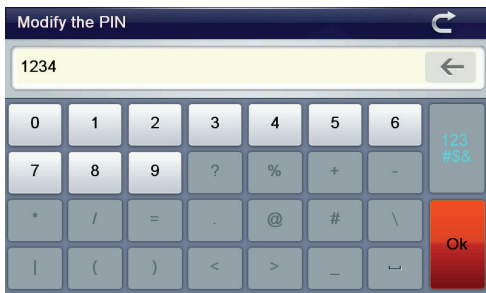 Modify the PIN
1234
0 1 2 3 4 5 6 123
7 8 9 ? % + - #$&
* / = . @ # \
| ( ) < > _ ⎵ Ok